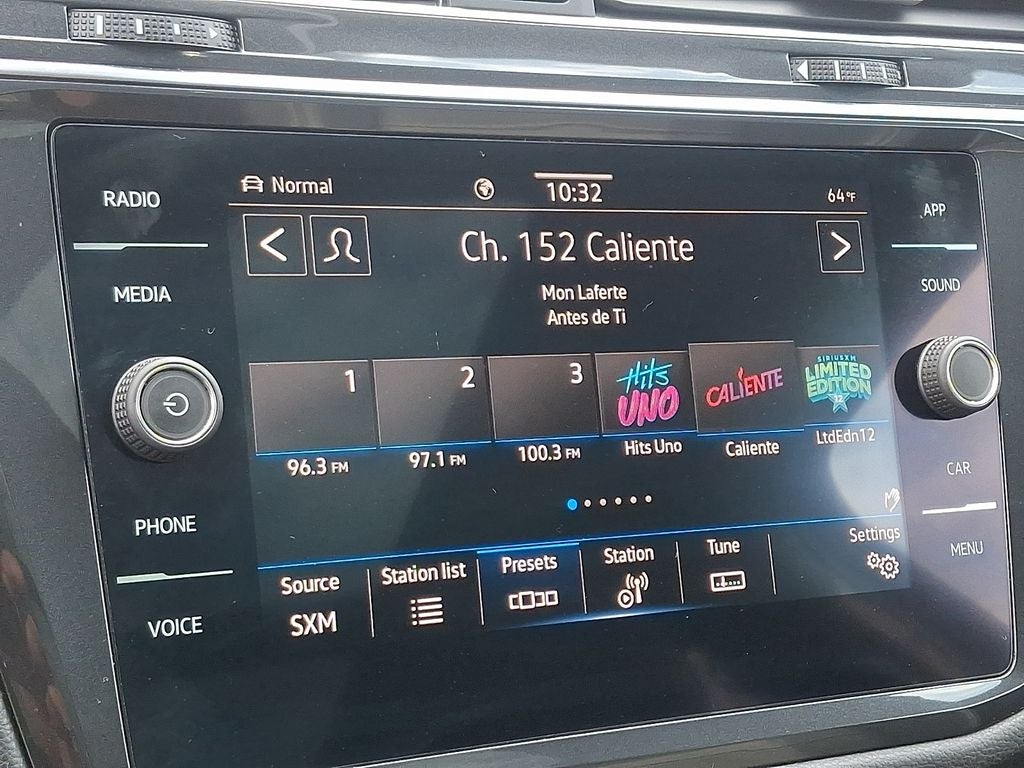 RADIO
MEDIA
PHONE
VOICE
Normal
10:32
64°F
Ch. 152 Caliente
Mon Laferte
Antes de Ti
1
2
3
Hits
UNO
CALIENTE
SIRIUSXM
LIMITED
EDITION
12
96.3 FM
97.1 FM
100.3 FM
Hits Uno
Caliente
LtdEdn12
Source
SXM
Station list
Presets
Station
Tune
Settings
APP
SOUND
CAR
MENU